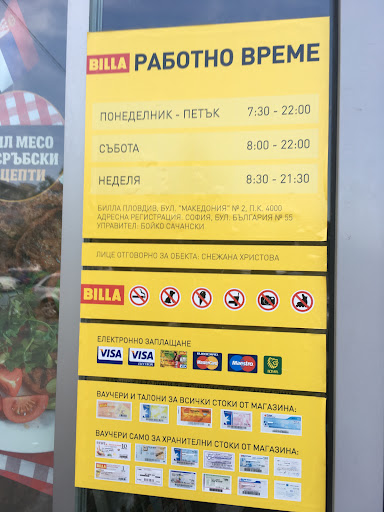 BILLA РАБОТНО ВРЕМЕ
ПОНЕДЕЛНИК - ПЕТЪК 7:30 - 22:00
СЪБОТА 8:00 - 22:00
НЕДЕЛЯ 8:30 - 21:30
БИЛЛА ПЛОВДИВ, БУЛ. "МАКЕДОНИЯ" № 2, П.К. 4000
АДРЕСНА РЕГИСТРАЦИЯ: СОФИЯ, БУЛ. БЪЛГАРИЯ № 55
УПРАВИТЕЛ: БОЙКО САЧАНСКИ
ЛИЦЕ ОТГОВОРНО ЗА ОБЕКТА: СНЕЖАНА ХРИСТОВА
BILLA
ЕЛЕКТРОННО ЗАПЛАЩАНЕ
VISA VISA MasterCard Maestro
ВАУЧЕРИ И ТАЛОНИ ЗА ВСИЧКИ СТОКИ ОТ МАГАЗИНА:
ВАУЧЕРИ САМО ЗА ХРАНИТЕЛНИ СТОКИ ОТ МАГАЗИНА:
МЕСО